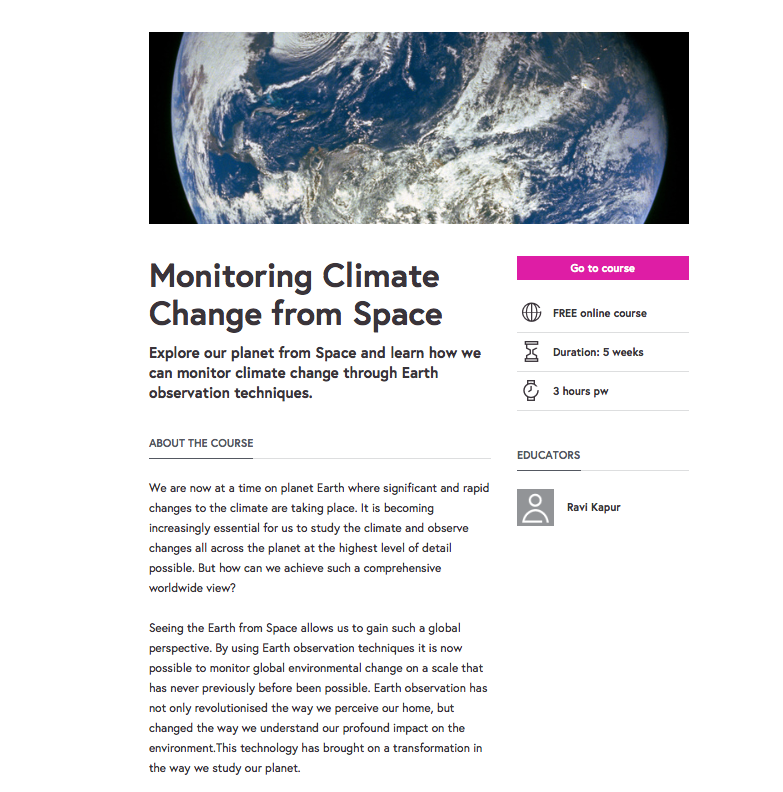 Monitoring Climate
Change from Space
Explore our planet from Space and learn how we
can monitor climate change through Earth
observation techniques.
ABOUT THE COURSE
We are now at a time on planet Earth where significant and rapid
changes to the climate are taking place. It is becoming
increasingly essential for us to study the climate and observe
changes all across the planet at the highest level of detail
possible. But how can we achieve such a comprehensive
worldwide view?
Seeing the Earth from Space allows us to gain such a global
perspective. By using Earth observation techniques it is now
possible to monitor global environmental change on a scale that
has never previously before been possible. Earth observation has
not only revolutionised the way we perceive our home, but
changed the way we understand our profound impact on the
environment.This technology has brought on a transformation in
the way we study our planet.
Go to course
FREE online course
Duration: 5 weeks
3 hours pw
EDUCATORS
Ravi Kapur